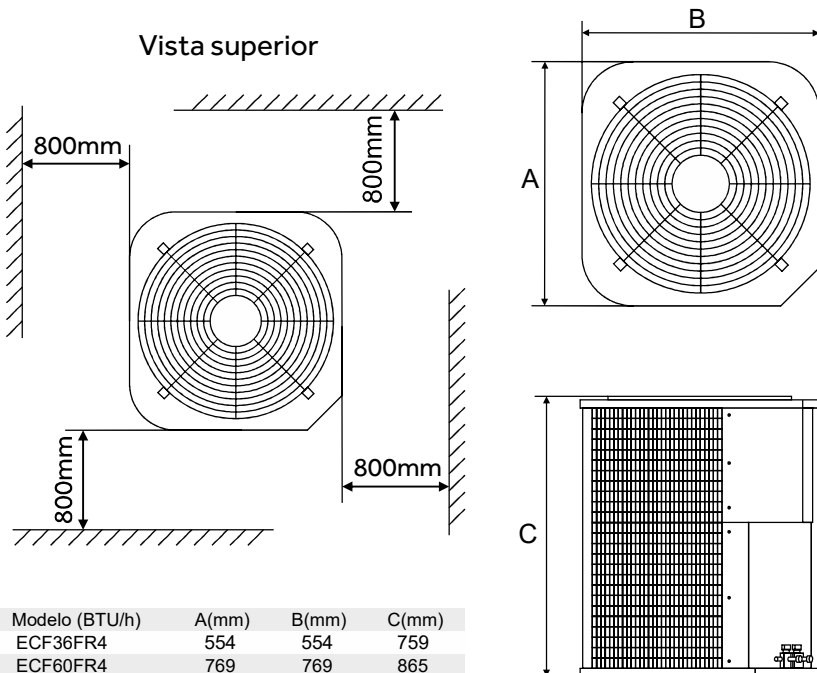 Vista superior
B
800mm
800mm
A
800mm
800mm
C
Modelo (BTU/h) A(mm) B(mm) C(mm)
ECF36FR4 554 554 759
ECF60FR4 769 769 865